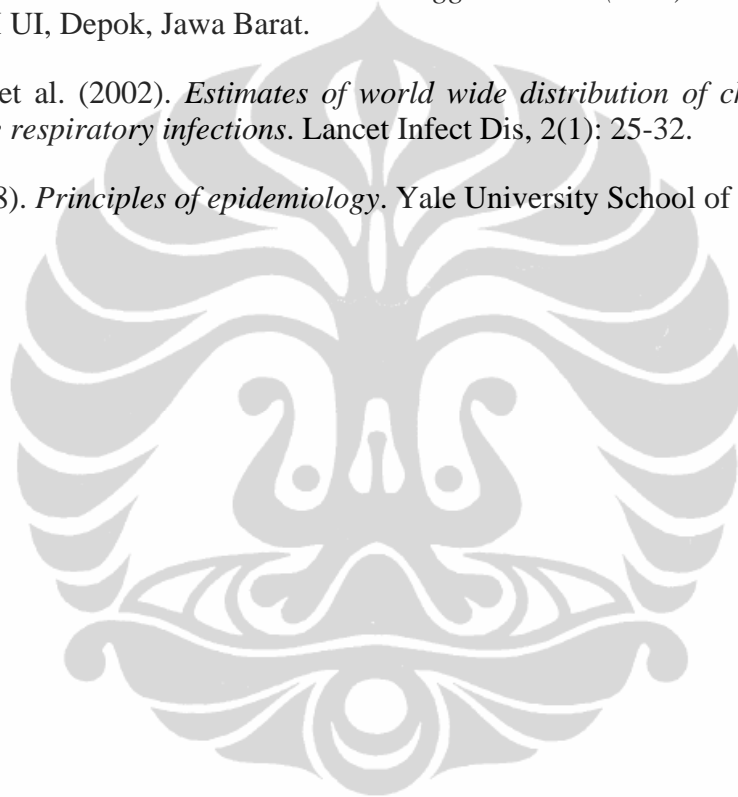 UI, Depok, Jawa Barat.
et al. (2002). Estimates of world wide distribution of
respiratory infections. Lancet Infect Dis, 2(1): 25-32.
8). Principles of epidemiology. Yale University School of